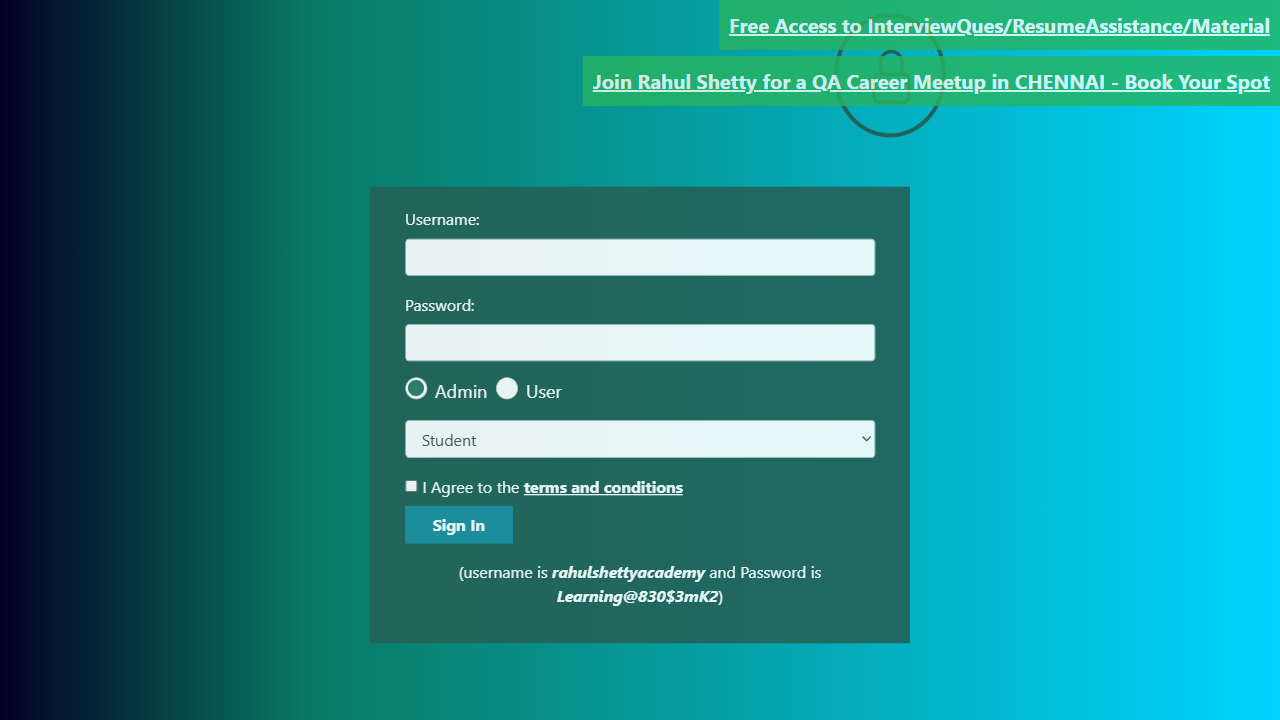 Free Access to InterviewQues/ResumeAssistance/Material
Join Rahul Shetty for a QA Career Meetup in CHENNAI - Book Your Spot
Username:
Password:
Admin User
Student
I Agree to the terms and conditions
Sign In
(username is rahulshettyacademy and Password is
Learning@830$3mK2)